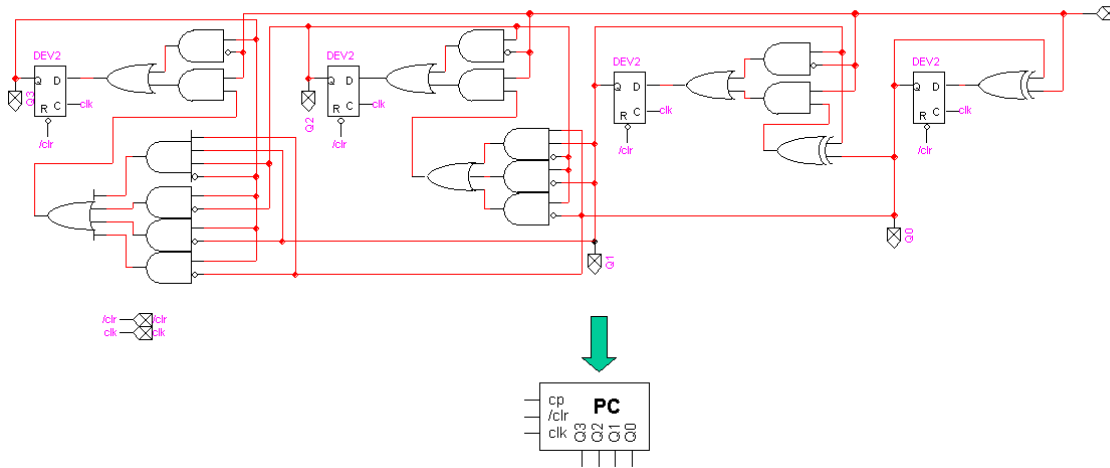 DEV2
DEV2
DEV2
DEV2
Q D
Q D
Q D
Q D
R C
R C
R C
R C
clk
clk
clk
clk
Q3
Q2
/clr
/clr
/clr
/clr
Q1
Q0
/clr /clr
clk clk
cp
PC
/clr
clk
Q3 Q2 Q1 Q0